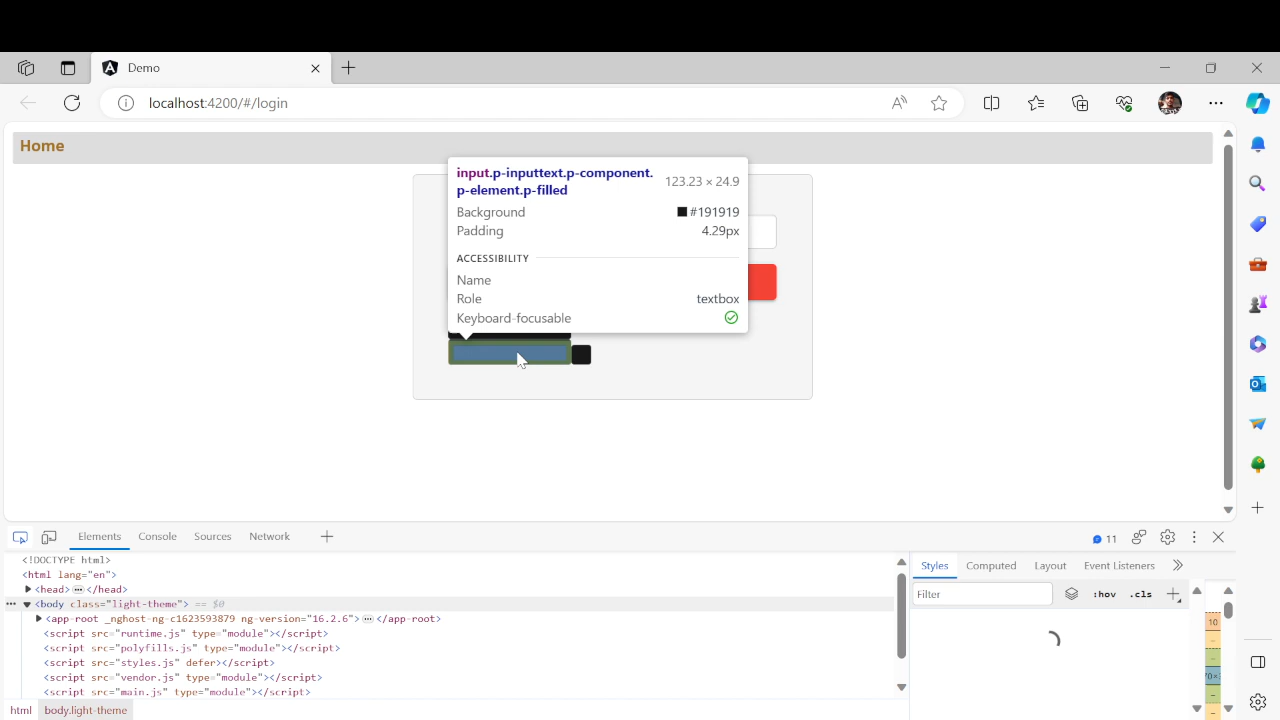 Demo
localhost:4200/#/login
Home
input.p-inputtext.p-component.
p-element.p-filled
123.23 × 24.9
Background
#191919
Padding
4.29px
ACCESSIBILITY
Name
Role
textbox
Keyboard-focusable
Elements
Console
Sources
Network
11
<!DOCTYPE html>
<html lang="en">
<head> ⋯ </head>
··· <body class="light-theme"> == $0
<app-root _nghost-ng-c1623593879 ng-version="16.2.6"> ⋯ </app-root>
<script src="runtime.js" type="module"></script>
<script src="polyfills.js" type="module"></script>
<script src="styles.js" defer></script>
<script src="vendor.js" type="module"></script>
<script src="main.js" type="module"></script>
html body.light-theme
Styles
Computed
Layout
Event Listeners
Filter
:hov
.cls
10